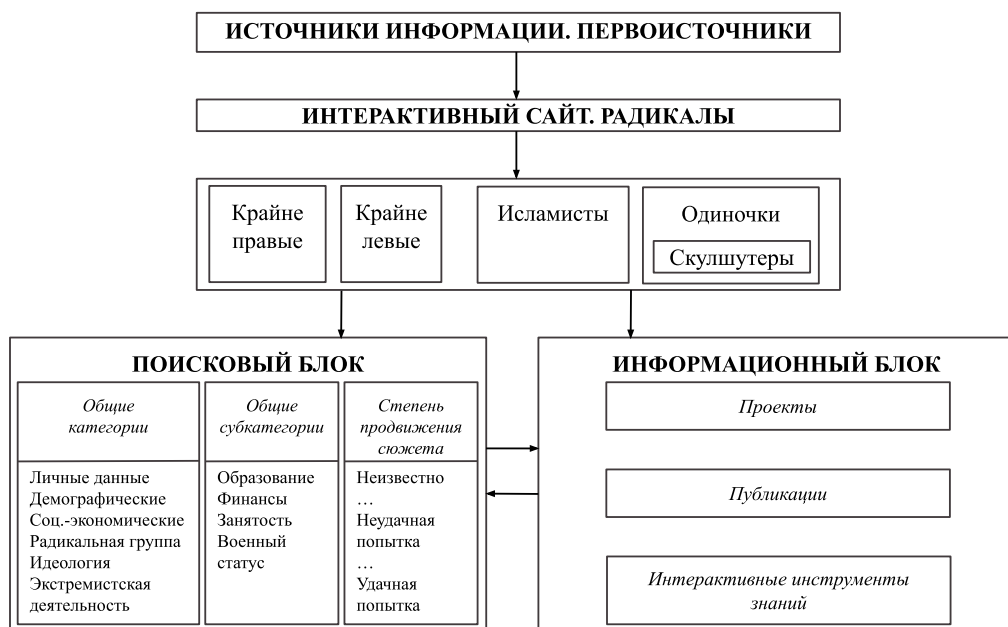 ИСТОЧНИКИ ИНФОРМАЦИИ. ПЕРВОИСТОЧНИКИ
ИНТЕРАКТИВНЫЙ САЙТ. РАДИКАЛЫ
Крайне
правые
Крайне
левые
Исламисты
Одиночки
Скулшутеры
ПОИСКОВЫЙ БЛОК
Общие
категории
Личные данные
Демографические
Соц.-экономические
Радикальная группа
Идеология
Экстремистская
деятельность
Общие
субкатегории
Образование
Финансы
Занятость
Военный
статус
Степень
продвижения
сюжета
Неизвестно
…
Неудачная
попытка
…
Удачная
попытка
ИНФОРМАЦИОННЫЙ БЛОК
Проекты
Публикации
Интерактивные инструменты
знаний